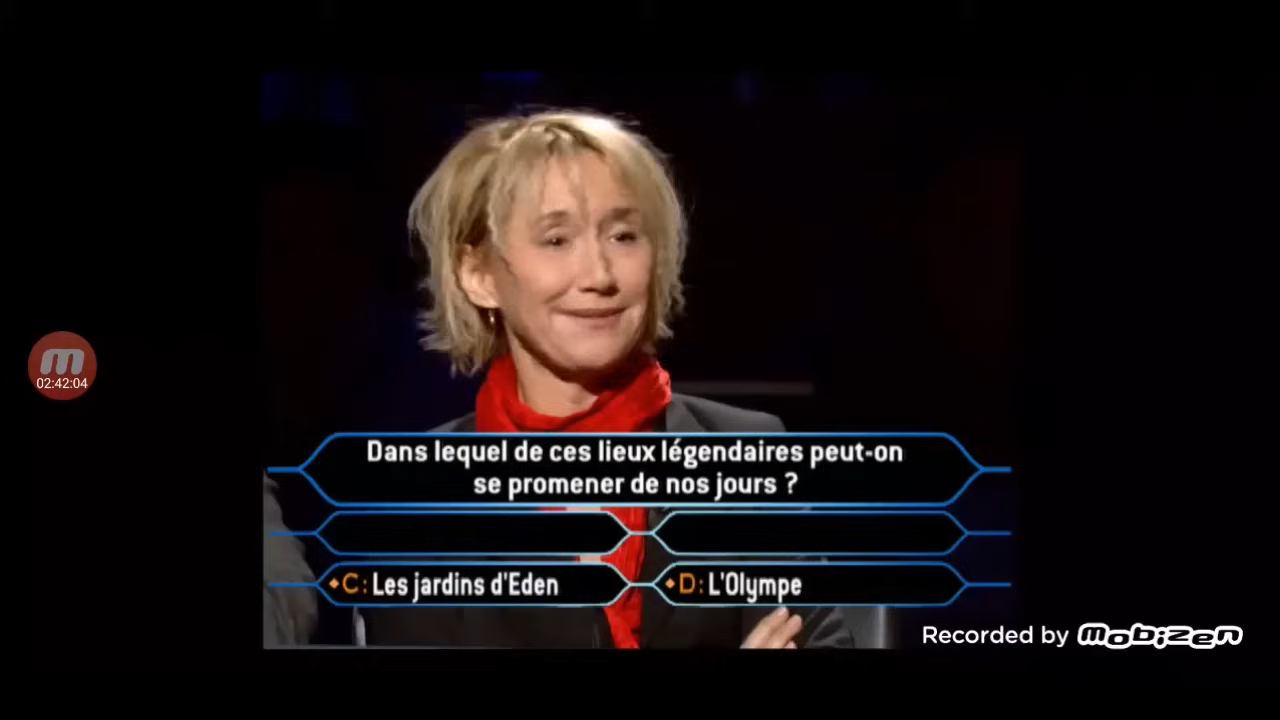 Dans lequel de ces lieux légendaires peut-on
se promener de nos jours ?
◆C: Les jardins d'Eden
◆D: L'Olympe
02:42:04
Recorded by mobizen